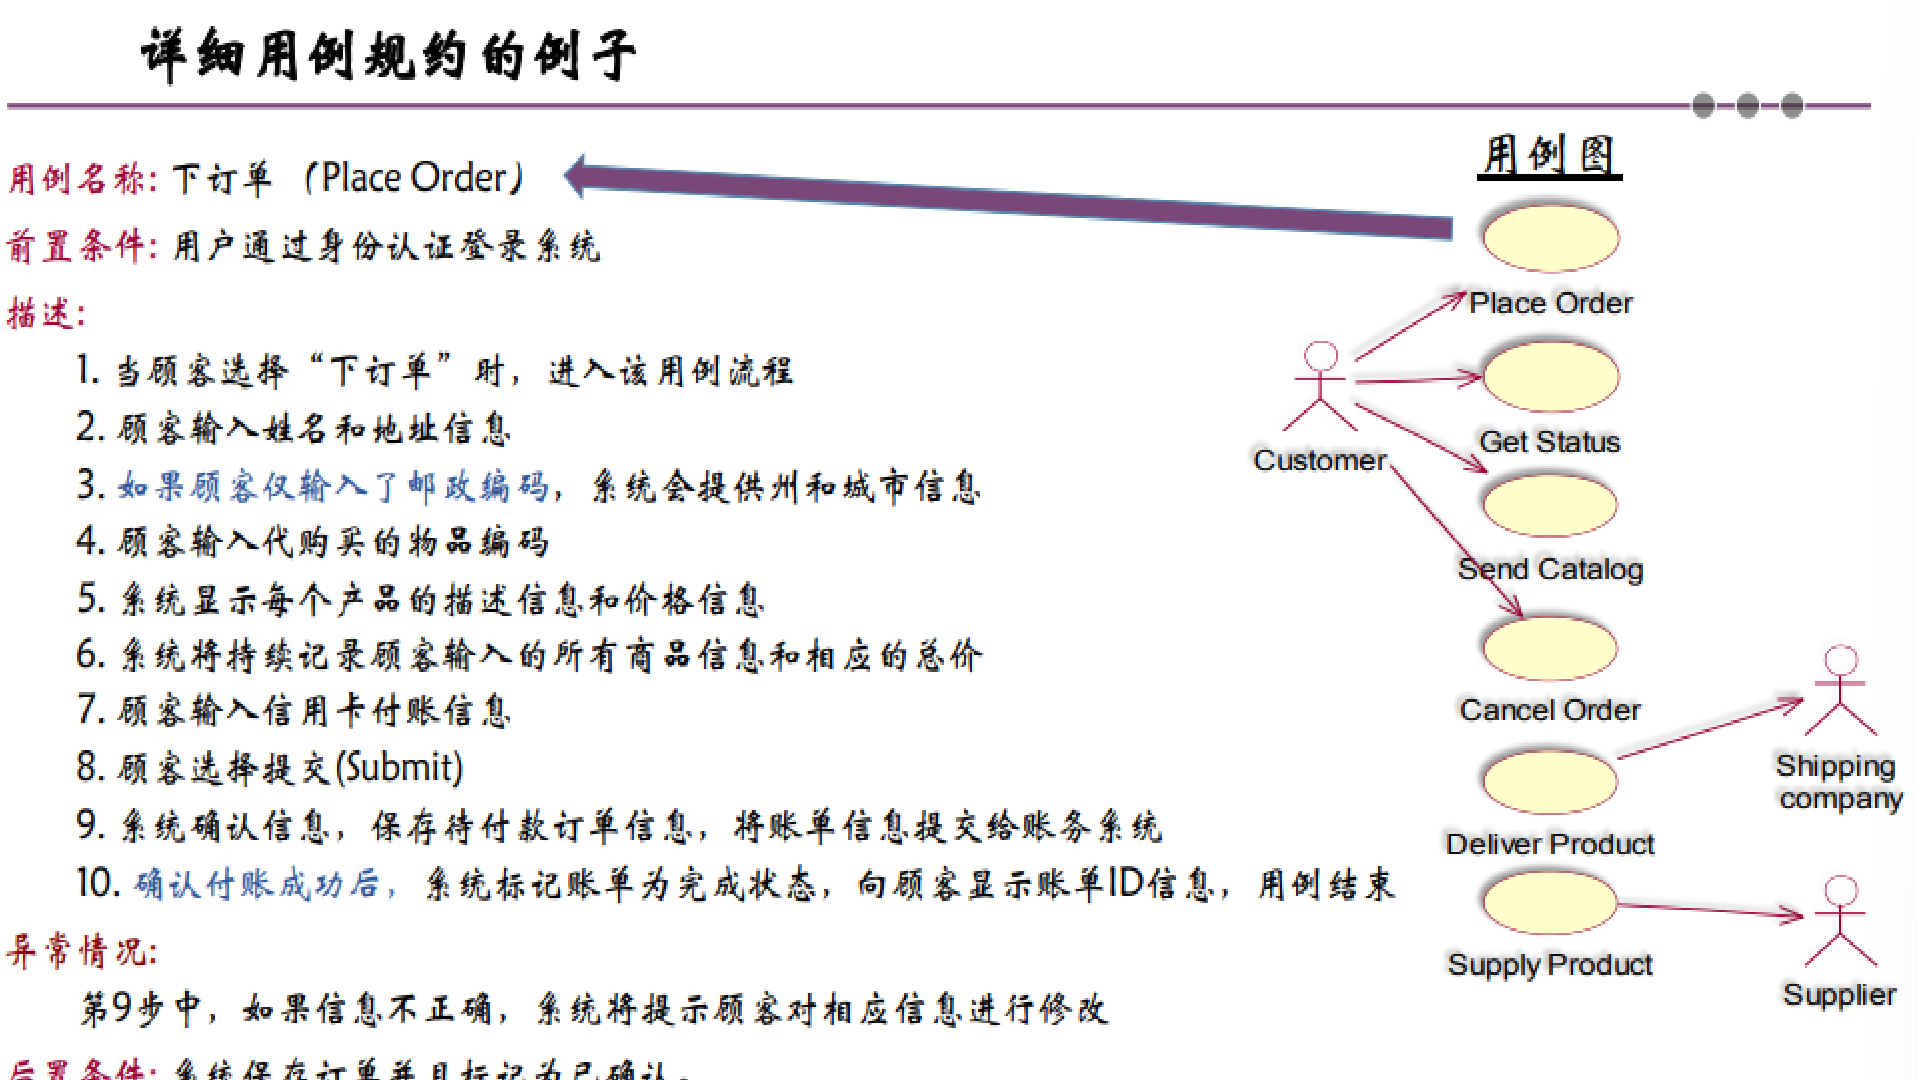 详细用例规约的例子
用例名称: 下订单 （Place Order）
前置条件: 用户通过身份认证登录系统
描述:
1. 当顾客选择“下订单”时，进入该用例流程
2. 顾客输入姓名和地址信息
3. 如果顾客仅输入了邮政编码，系统会提供州和城市信息
4. 顾客输入代购买的物品编码
5. 系统显示每个产品的描述信息和价格信息
6. 系统将持续记录顾客输入的所有商品信息和相应的总价
7. 顾客输入信用卡付账信息
8. 顾客选择提交(Submit)
9. 系统确认信息，保存待付款订单信息，将账单信息提交给账务系统
10. 确认付账成功后，系统标记账单为完成状态，向顾客显示账单ID信息，用例结束
异常情况:
第9步中，如果信息不正确，系统将提示顾客对相应信息进行修改
后置条件: 系统保存订单并且标记为已确认。
用例图
Place Order
Customer
Get Status
Send Catalog
Cancel Order
Shipping
company
Deliver Product
Supply Product
Supplier